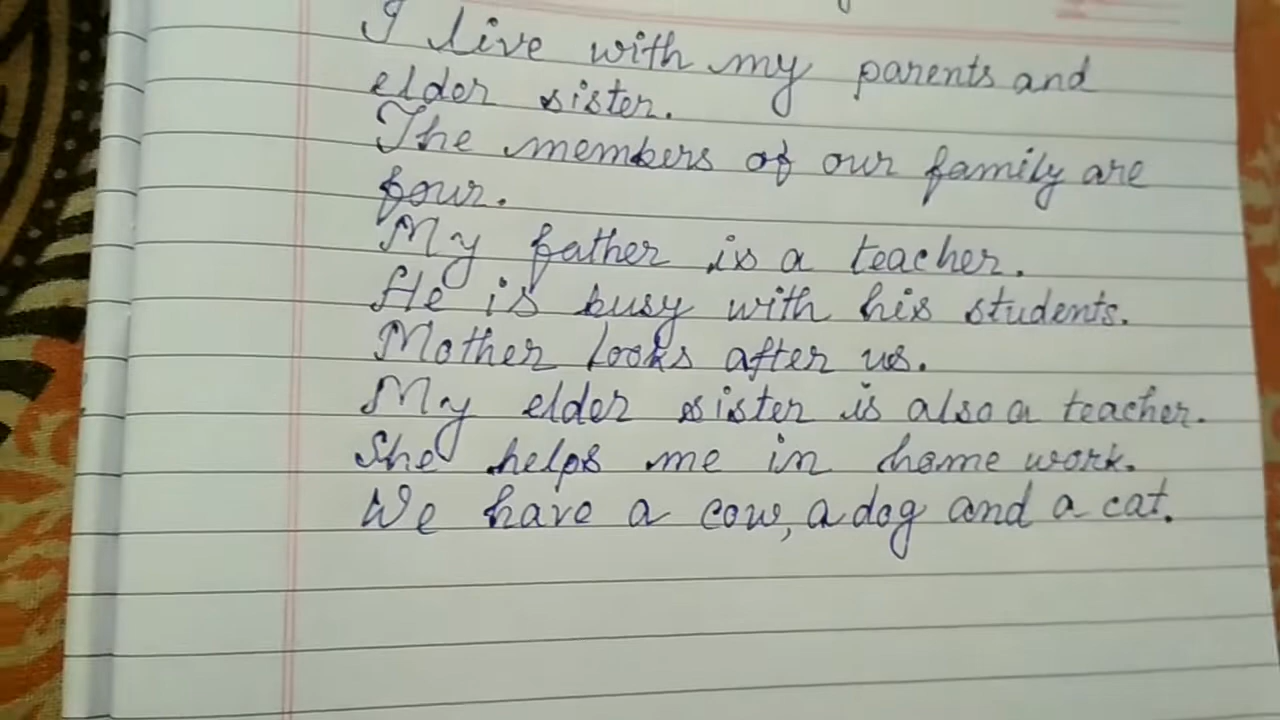 I live with my parents and
elder sister.
The members of our family are
four.
My father is a teacher.
He is busy with his students.
Mother looks after us.
My elder sister is also a teacher.
She helps me in home work.
We have a cow, a dog and a cat.